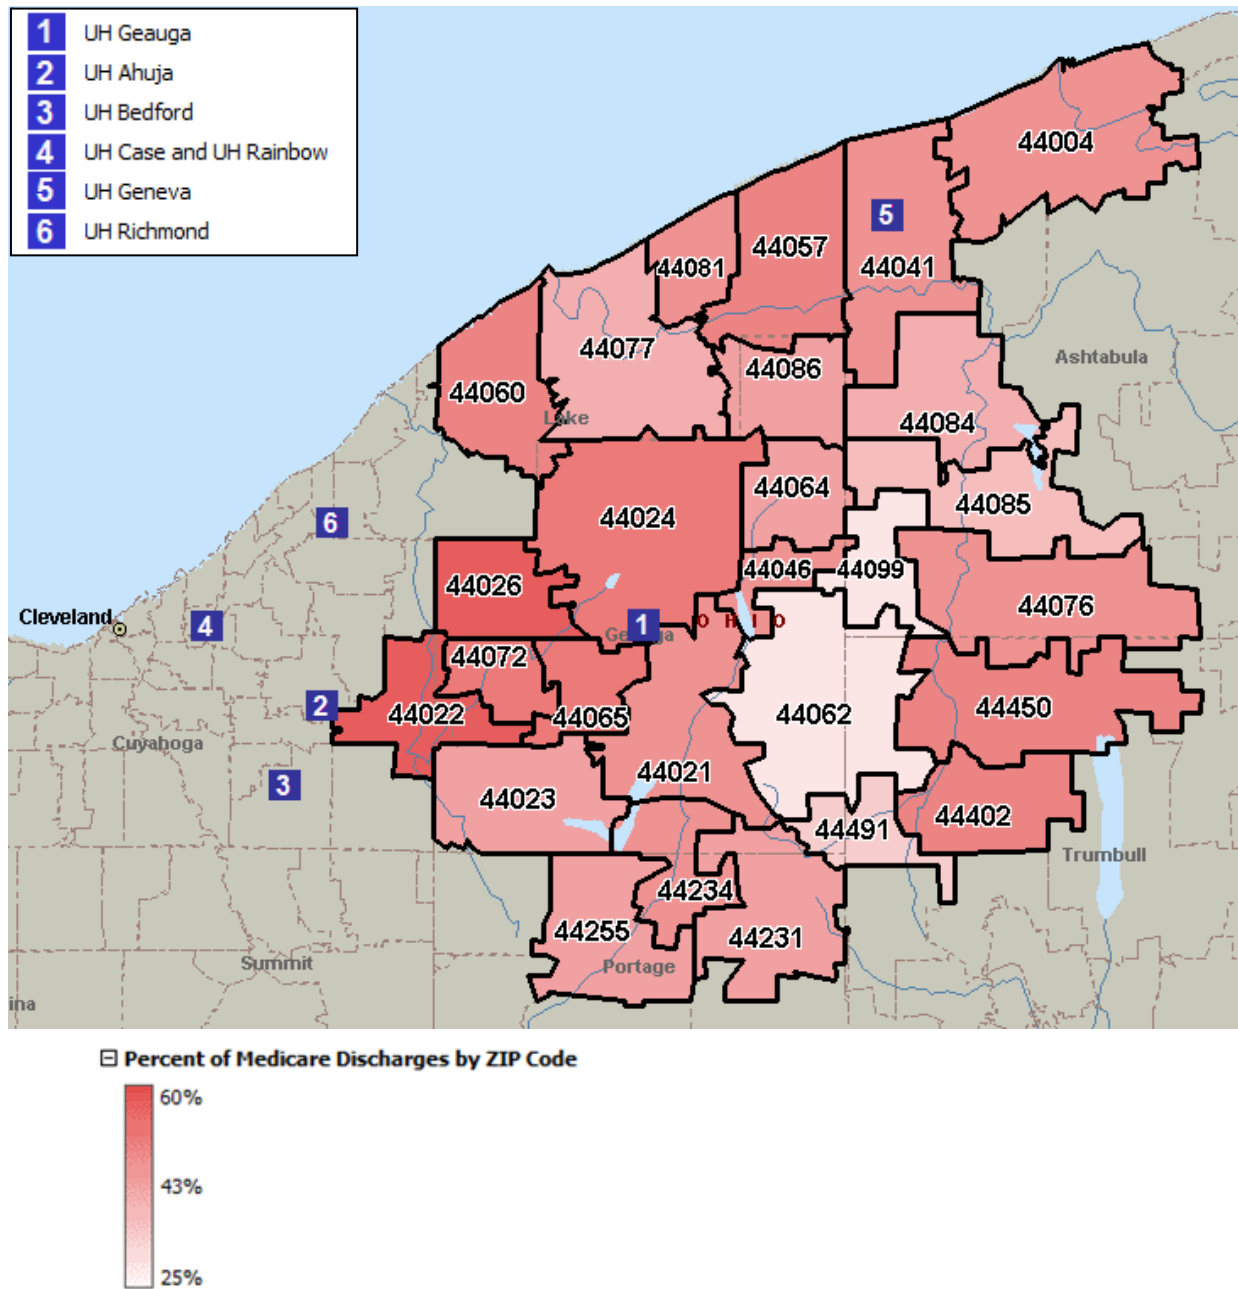 1 UH Geauga
2 UH Ahuja
3 UH Bedford
4 UH Case and UH Rainbow
5 UH Geneva
6 UH Richmond
44004
5
44057
44081
44041
44077
44086
Ashtabula
44060
Lake
44084
44064
44085
44024
6
44046
44099
44026
44076
Cleveland
4
1
O H I O
Geauga
44072
2
44022
44065
44062
44450
Cuyahoga
44021
3
44023
44402
44491
Trumbull
44234
44255
44231
Summit
Portage
ina
Percent of Medicare Discharges by ZIP Code
60%
43%
25%